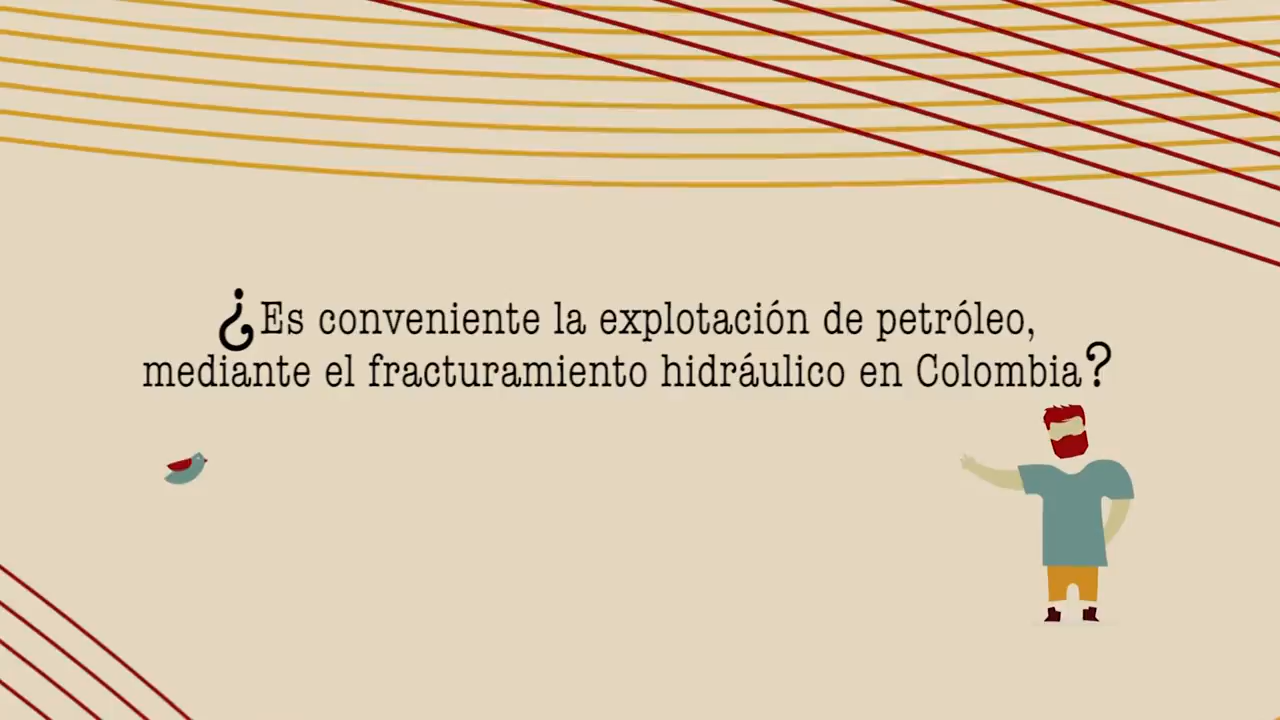 ¿Es conveniente la explotación de petróleo,
mediante el fracturamiento hidráulico en Colombia?